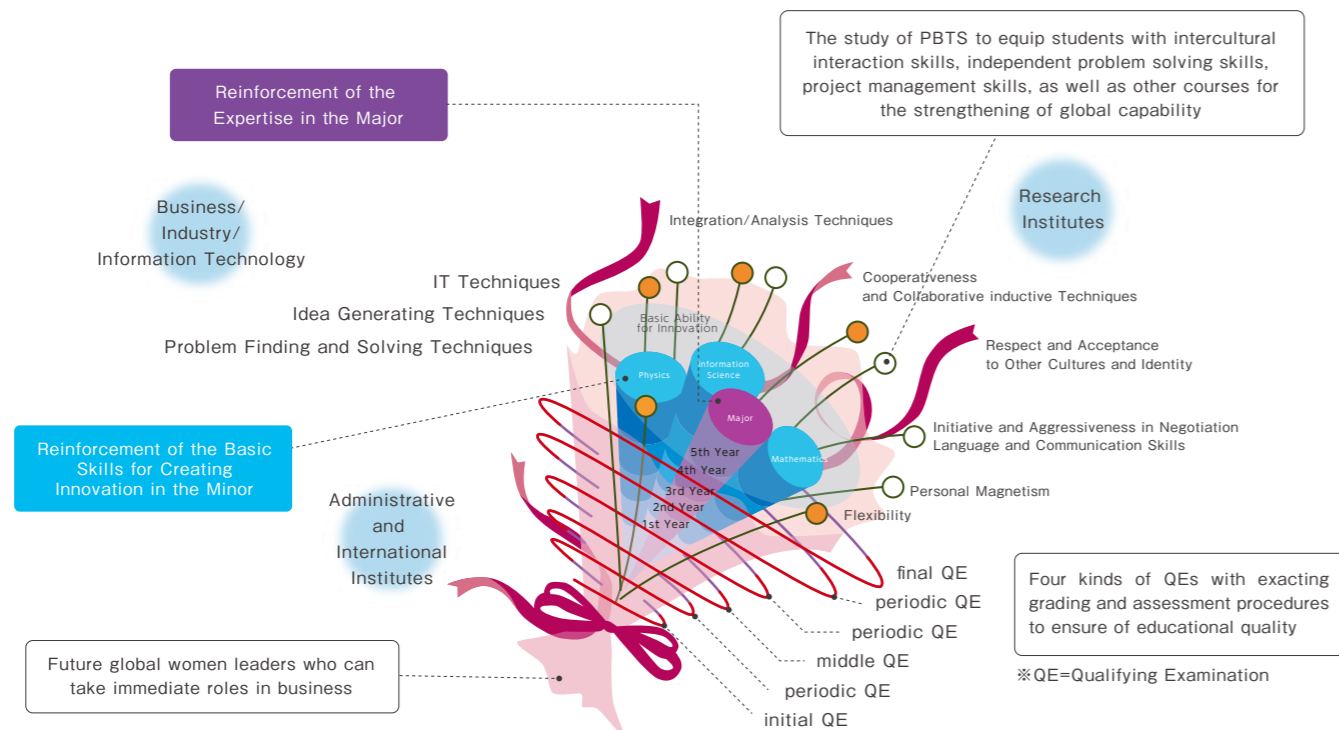 The study of PBTS to equip students with intercultural
interaction skills, independent problem solving skills,
project management skills, as well as other courses for
the strengthening of global capability
Reinforcement of the
Expertise in the Major
Business/
Industry/
Information Technology
Research
Institutes
Integration/Analysis Techniques
IT Techniques
Idea Generating Techniques
Problem Finding and Solving Techniques
Cooperativeness
and Collaborative inductive Techniques
Basic Ability
for Innovation
Respect and Acceptance
to Other Cultures and Identity
Physics
Information
Science
Major
Mathematics
Initiative and Aggressiveness in Negotiation
Language and Communication Skills
Reinforcement of the Basic
Skills for Creating
Innovation in the Minor
5th Year
4th Year
3rd Year
2nd Year
1st Year
Personal Magnetism
Flexibility
Administrative
and
International
Institutes
final QE
periodic QE
periodic QE
middle QE
periodic QE
initial QE
Four kinds of QEs with exacting
grading and assessment procedures
to ensure of educational quality
※QE=Qualifying Examination
Future global women leaders who can
take immediate roles in business